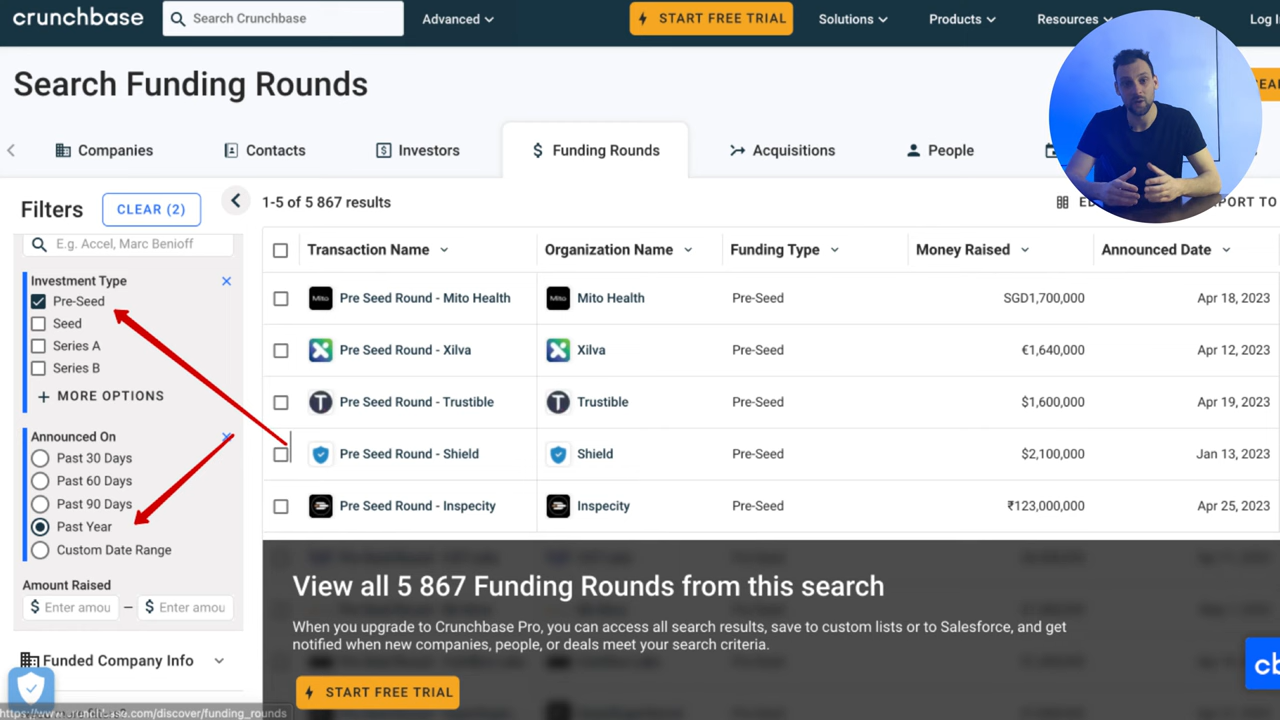 crunchbase
Search Crunchbase
Advanced
START FREE TRIAL
Solutions
Products
Resources
Log
Search Funding Rounds
Companies
Contacts
Investors
Funding Rounds
Acquisitions
People
Filters
CLEAR (2)
1-5 of 5 867 results
TO
E.g. Accel, Marc Benioff
Transaction Name
Organization Name
Funding Type
Money Raised
Announced Date
Investment Type
Pre-Seed
Seed
Series A
Series B
+ MORE OPTIONS
Announced On
Past 30 Days
Past 60 Days
Past 90 Days
Past Year
Custom Date Range
Amount Raised
$ Enter amou – $ Enter amou
Funded Company Info
Pre Seed Round - Mito Health Mito Health Pre-Seed SGD1,700,000 Apr 18, 2023
Pre Seed Round - Xilva Xilva Pre-Seed €1,640,000 Apr 12, 2023
Pre Seed Round - Trustible Trustible Pre-Seed $1,600,000 Apr 19, 2023
Pre Seed Round - Shield Shield Pre-Seed $2,100,000 Jan 13, 2023
Pre Seed Round - Inspecity Inspecity Pre-Seed ₹123,000,000 Apr 25, 2023
View all 5 867 Funding Rounds from this search
When you upgrade to Crunchbase Pro, you can access all search results, save to custom lists or to Salesforce, and get
notified when new companies, people, or deals meet your search criteria.
START FREE TRIAL
cb